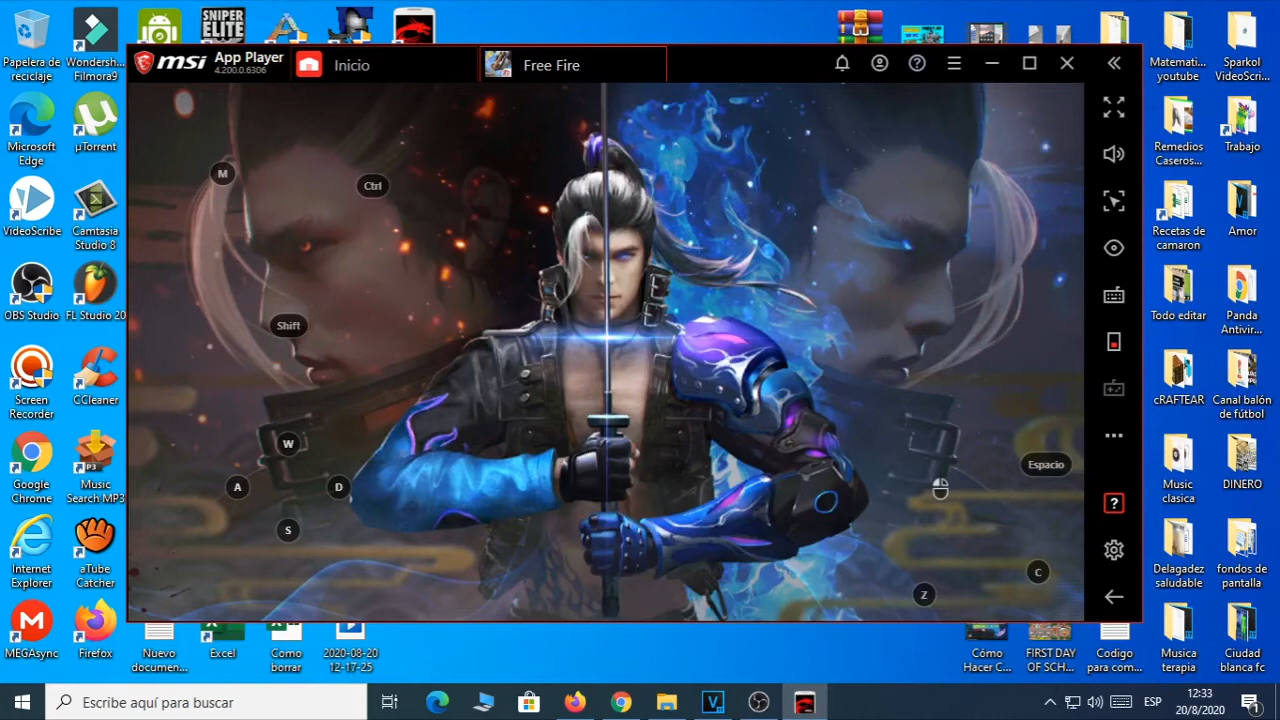 SNIPER
ELITE
msi App Player
4.200.0.6306
Inicio
Free Fire
Papelera de
reciclaje
Wondersh...
Filmora9
Microsoft
Edge
µTorrent
VideoScribe
Camtasia
Studio 8
OBS Studio
FL Studio 20
Screen
Recorder
CCleaner
Google
Chrome
P3
Music
Search MP3
Internet
Explorer
aTube
Catcher
MEGAsync
Firefox
Nuevo
documen...
Excel
Como
borrar
2020-08-20
12-17-25
M
Ctrl
Shift
W
A
D
S
Espacio
C
Z
?
Matemati...
youtube
Sparkol
VideoScri...
Remedios
Caseros...
Trabajo
Recetas de
camaron
Amor
Todo editar
Panda
Antivir...
cRAFTEAR
Canal balón
de fútbol
Music
clasica
DINERO
Delagadez
saludable
fondos de
pantalla
Cómo
Hacer C...
FIRST DAY
OF SCH...
Codigo
para com...
Musica
terapia
Ciudad
blanca fc
Escribe aquí para buscar
ESP
12:33
20/8/2020
1